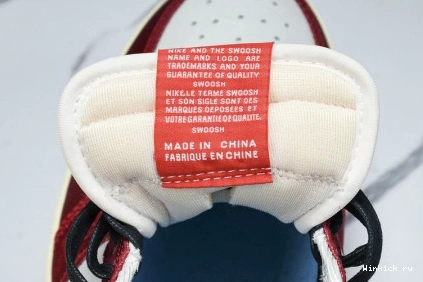 NIKE AND THE SWOOSH
NAME AND LOGO ARE
TRADEMARKS AND YOUR
GUARANTEE OF QUALITY
SWOOSH
NIKE,LE TERME SWOOSH
ET SON SIGLE SONT DES
MARQUES DEPOSÉES ET
VOTRE GARANTIE DE QUALITE.
SWOOSH
MADE IN CHINA
FABRIQUE EN CHINE
Winkich ru